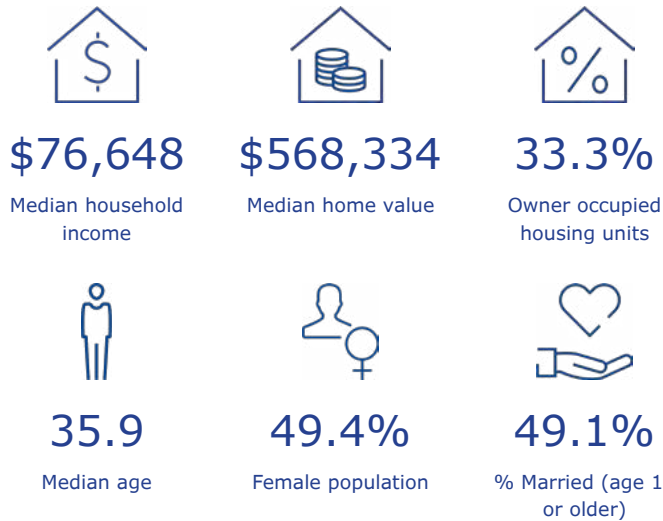 $76,648
$568,334
33.3%
Median household
income
Median home value
Owner occupied
housing units
35.9
49.4%
49.1%
Median age
Female population
% Married (age 1
or older)